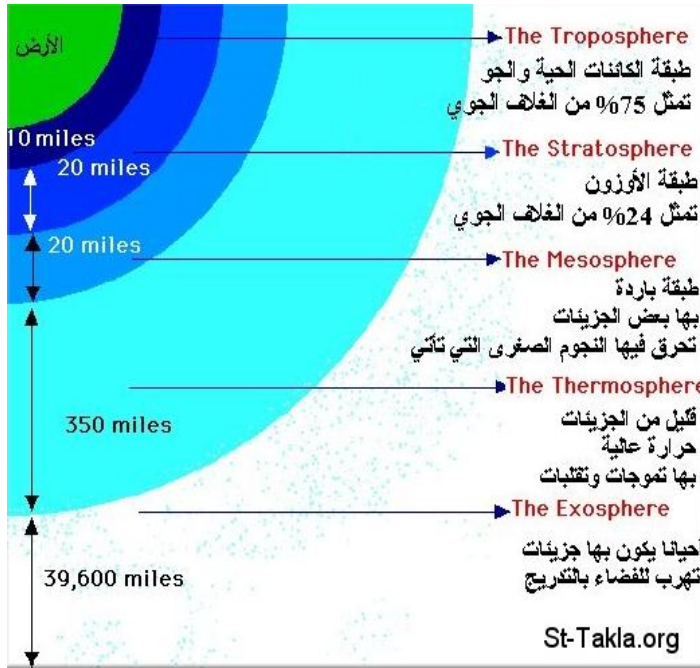 الأرض
The Troposphere
طبقة الكائنات الحية والجو
تمثل 75% من الغلاف الجوي
10 miles
The Stratosphere
20 miles
طبقة الأوزون
تمثل 24% من الغلاف الجوي
20 miles
The Mesosphere
طبقة باردة
بها بعض الجزيئات
تحرق فيها النجوم الصغرى التي تأتي
The Thermosphere
350 miles
قليل من الجزيئات
حرارة عالية
بها تموجات وتقلبات
The Exosphere
أحيانا يكون بها جزيئات
تهرب للفضاء بالتدريج
39,600 miles
St-Takla.org